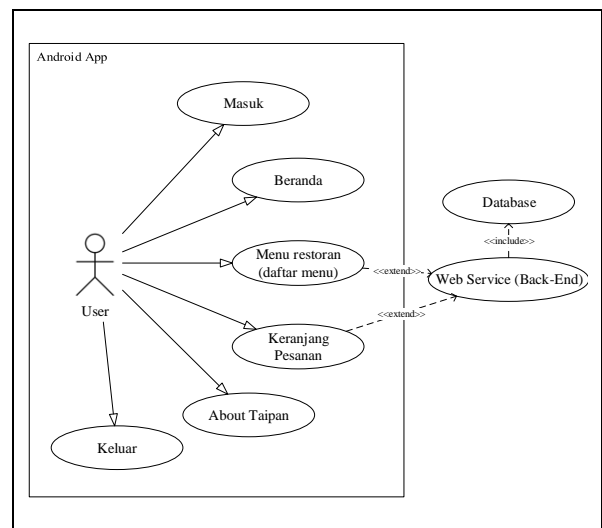 Android App
Masuk
Beranda
Database
<<include>>
Menu restoran
(daftar menu)
<<extend>>
Web Service (Back-End)
User
<<extend>>
Keranjang
Pesanan
About Taipan
Keluar